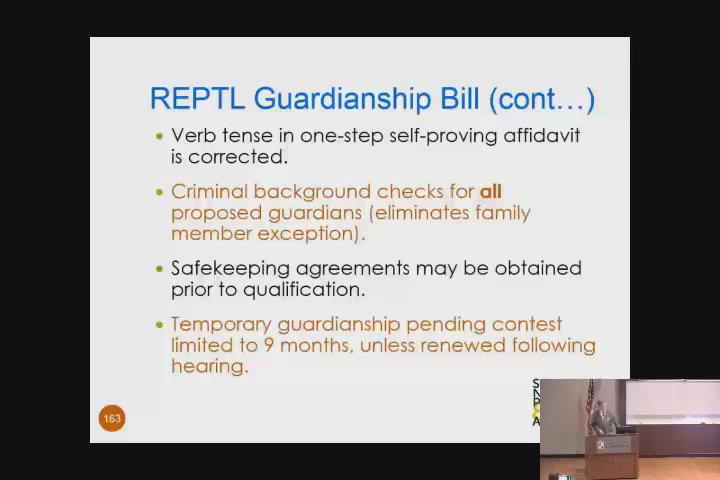 REPTL Guardianship Bill (cont…)
• Verb tense in one-step self-proving affidavit
is corrected.
• Criminal background checks for all
proposed guardians (eliminates family
member exception).
• Safekeeping agreements may be obtained
prior to qualification.
• Temporary guardianship pending contest
limited to 9 months, unless renewed following
hearing.
163